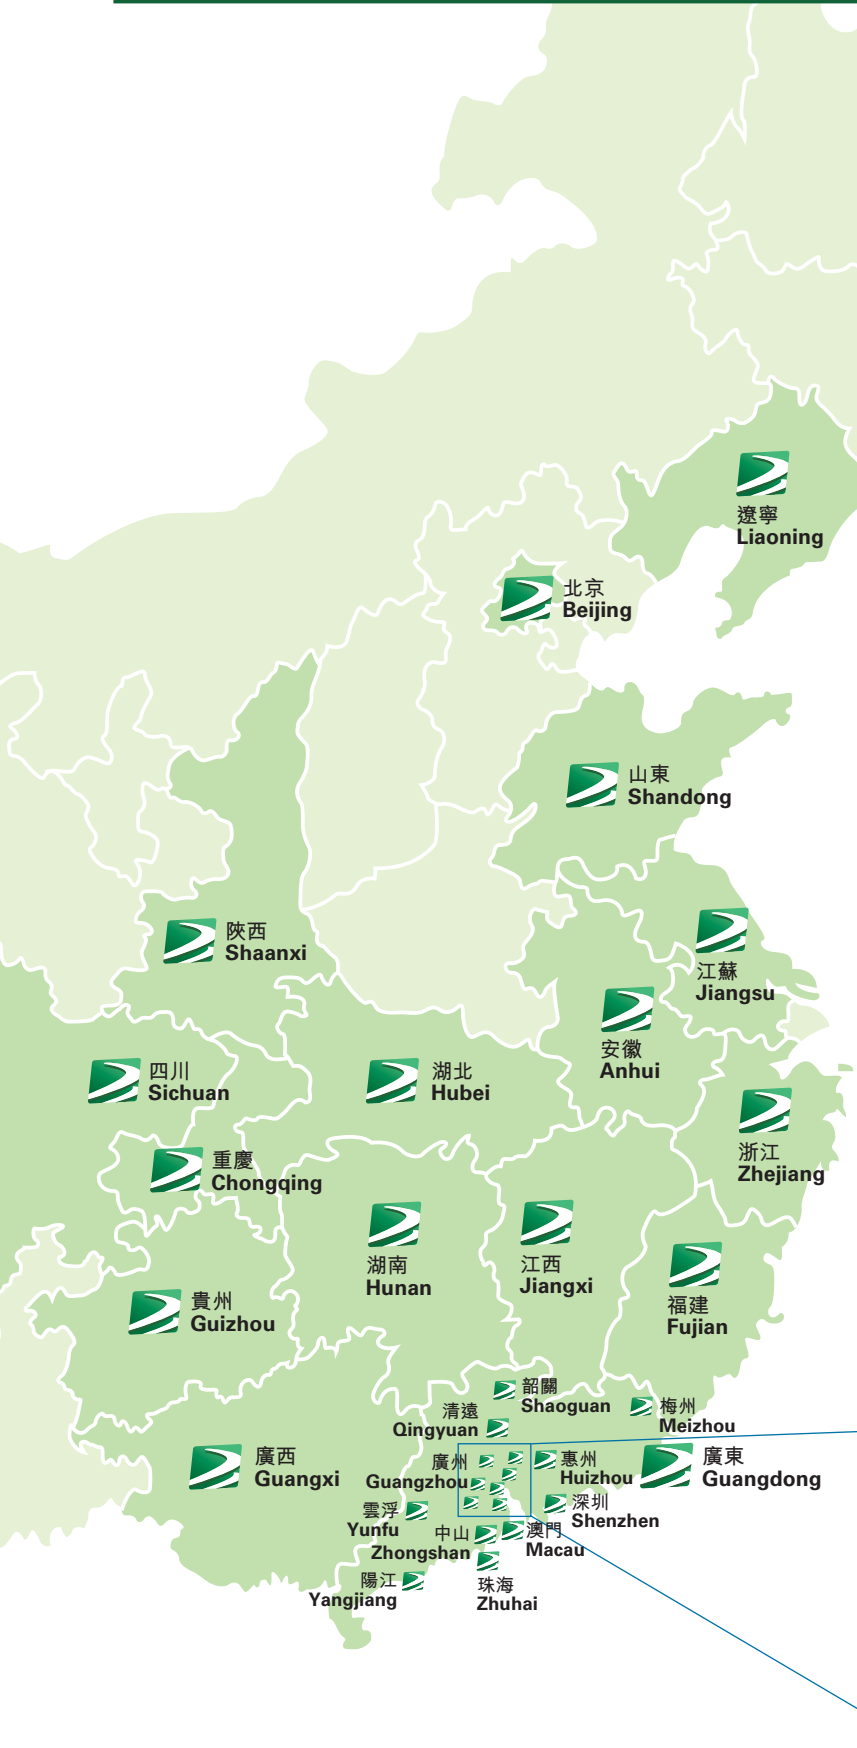 遼寧
Liaoning
北京
Beijing
山東
Shandong
陝西
Shaanxi
江蘇
Jiangsu
安徽
Anhui
四川
Sichuan
湖北
Hubei
浙江
Zhejiang
重慶
Chongqing
湖南
Hunan
江西
Jiangxi
福建
Fujian
貴州
Guizhou
韶關
Shaoguan
梅州
Meizhou
清遠
Qingyuan
廣西
Guangxi
廣州
Guangzhou
惠州
Huizhou
廣東
Guangdong
雲浮
Yunfu
深圳
Shenzhen
中山
Zhongshan
澳門
Macau
陽江
Yangjiang
珠海
Zhuhai